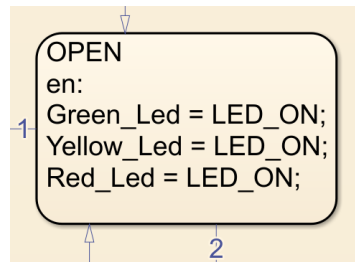 OPEN
en:
1
Green_Led = LED_ON;
Yellow_Led = LED_ON;
Red_Led = LED_ON;
2